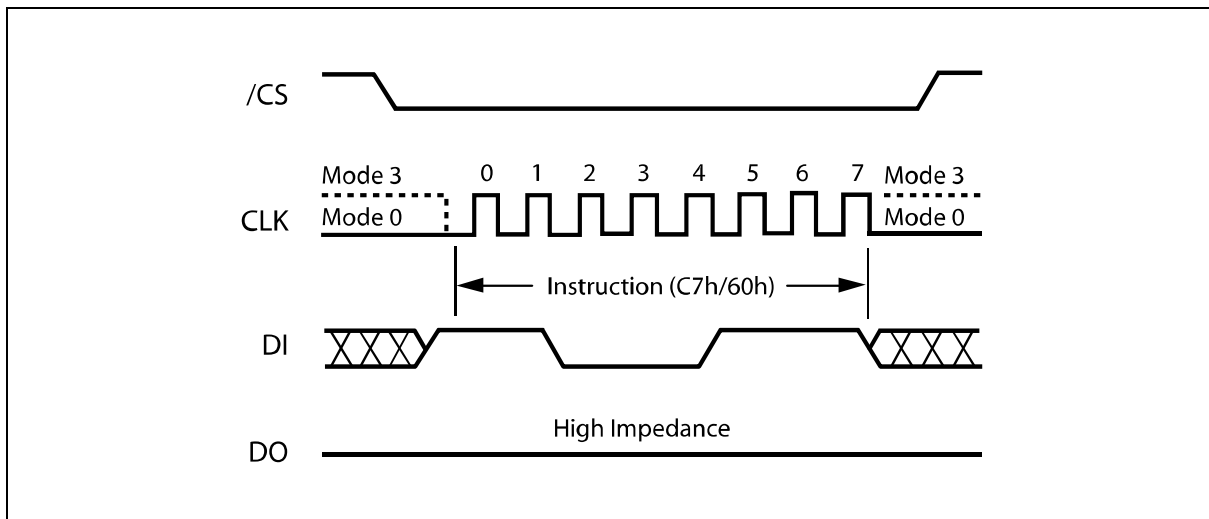 /CS
Mode 3 0 1 2 3 4 5 6 7 Mode 3
CLK Mode 0 Mode 0
Instruction (C7h/60h)
DI
High Impedance
DO